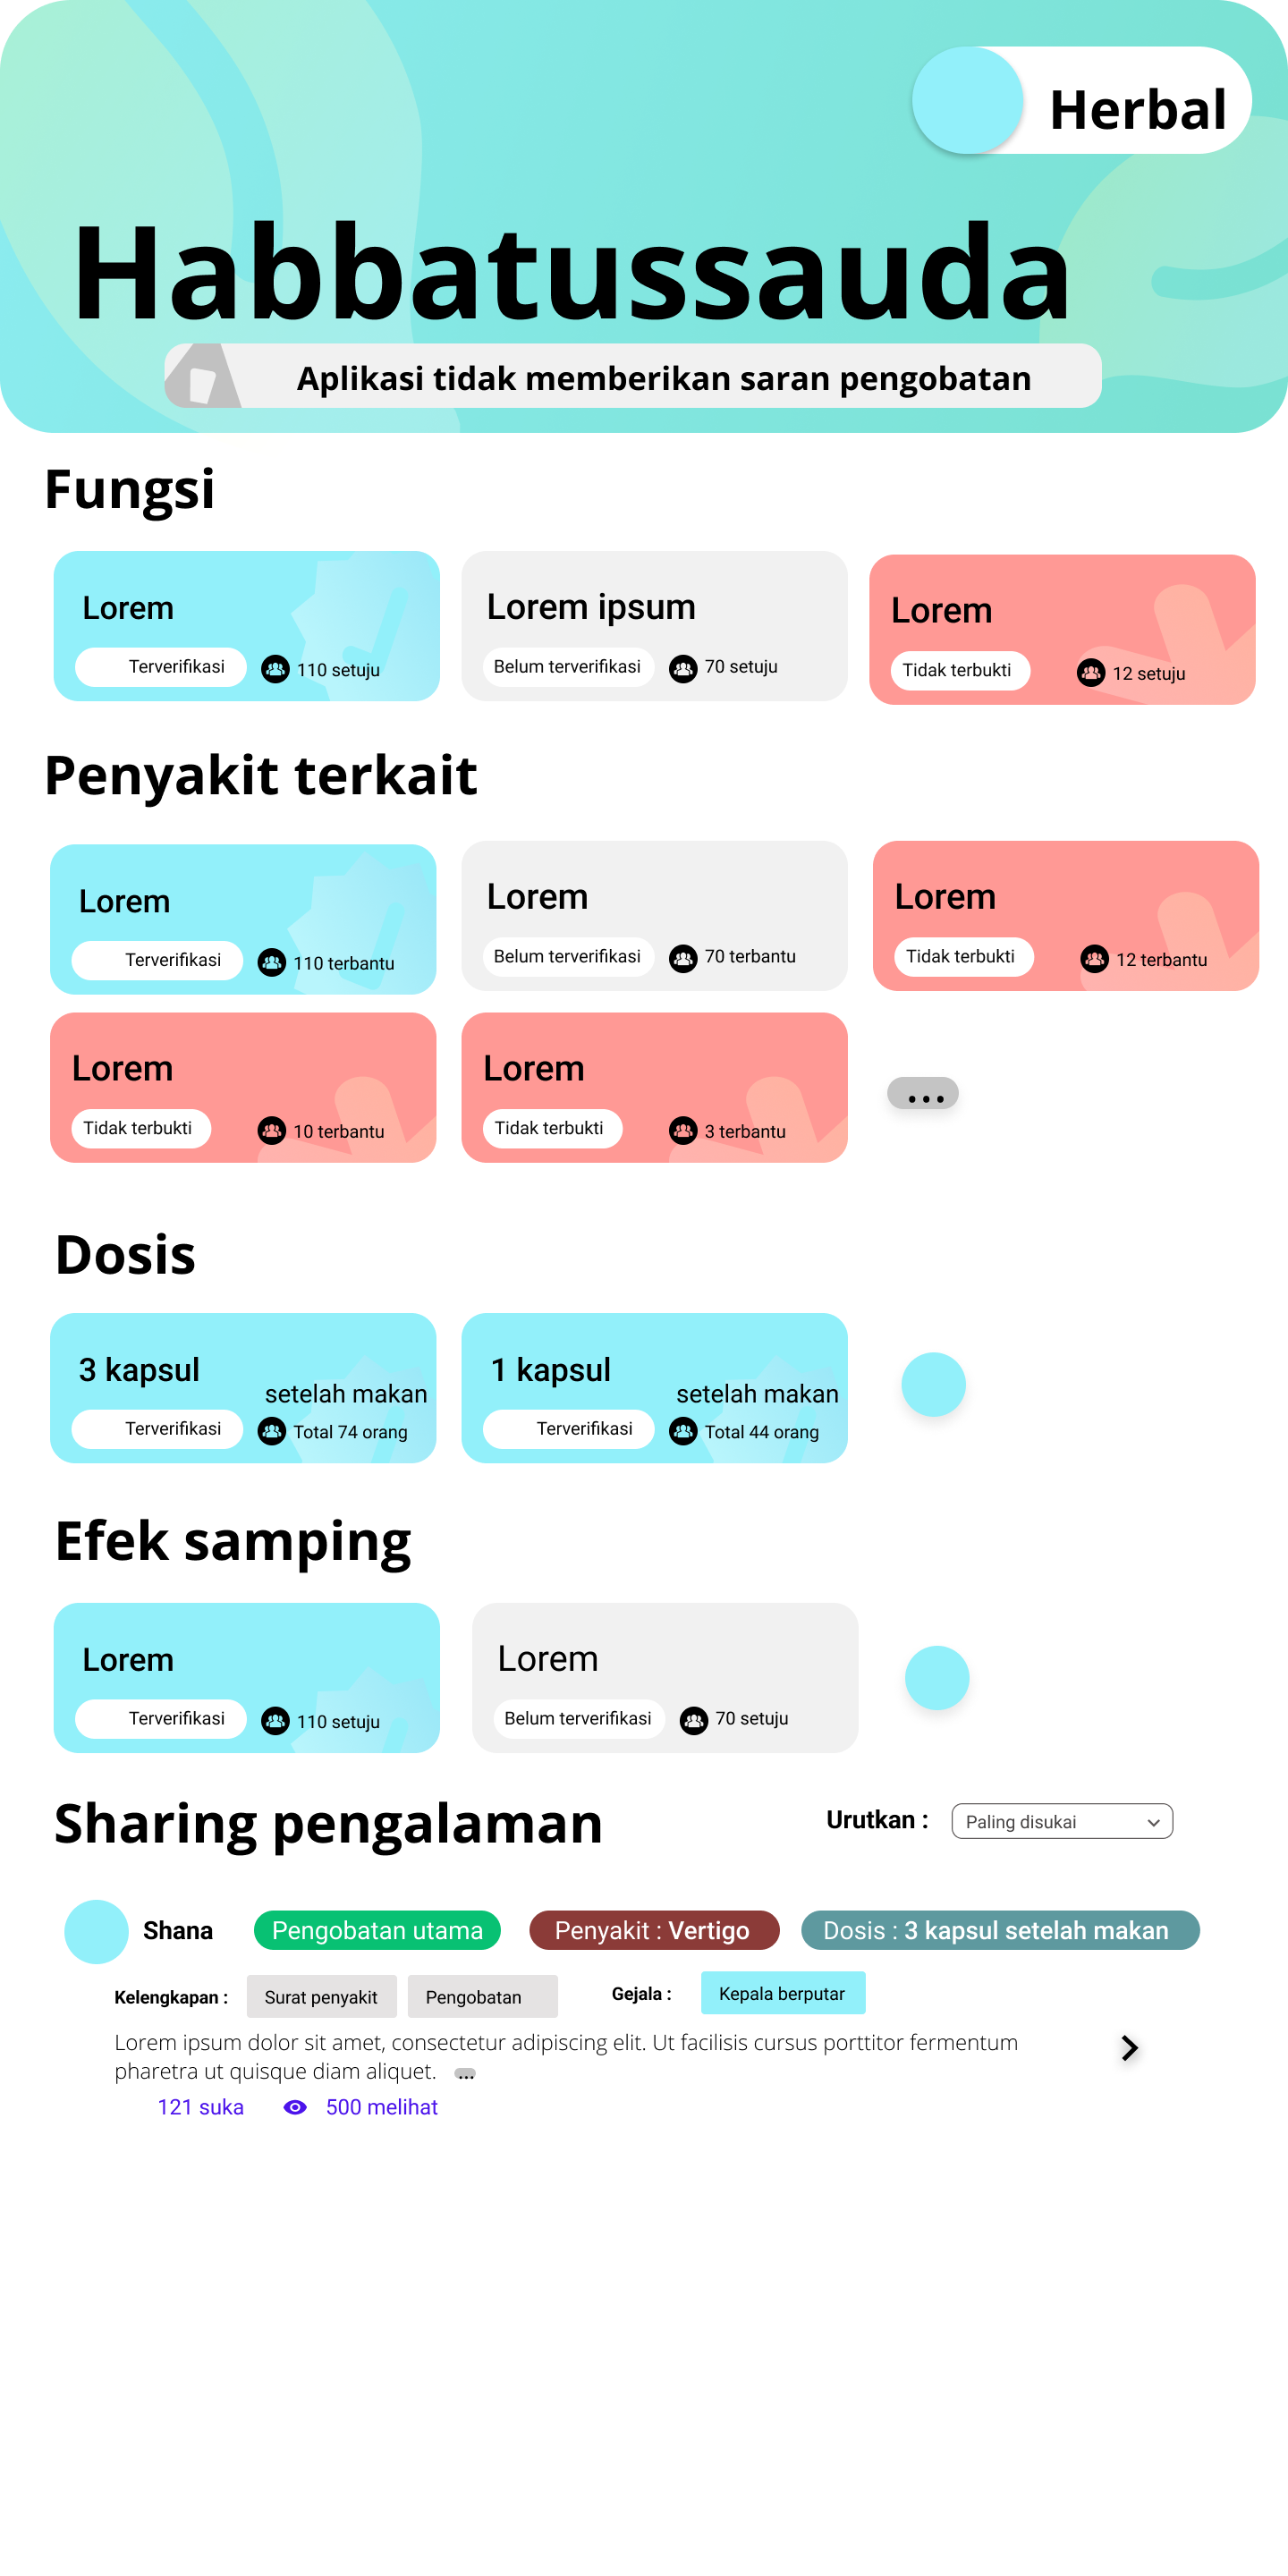 Herbal
Habbatussauda
Aplikasi tidak memberikan saran pengobatan
Fungsi
Lorem
Terverifikasi
110 setuju
Lorem ipsum
Belum terverifikasi
70 setuju
Lorem
Tidak terbukti
12 setuju
Penyakit terkait
Lorem
Terverifikasi
110 terbantu
Lorem
Belum terverifikasi
70 terbantu
Lorem
Tidak terbukti
12 terbantu
Lorem
Tidak terbukti
10 terbantu
Lorem
Tidak terbukti
3 terbantu
...
Dosis
3 kapsul
setelah makan
Terverifikasi
Total 74 orang
1 kapsul
setelah makan
Terverifikasi
Total 44 orang
Efek samping
Lorem
Terverifikasi
110 setuju
Lorem
Belum terverifikasi
70 setuju
Sharing pengalaman
Urutkan :
Paling disukai
Shana
Pengobatan utama
Penyakit : Vertigo
Dosis : 3 kapsul setelah makan
Kelengkapan :
Surat penyakit
Pengobatan
Gejala :
Kepala berputar
Lorem ipsum dolor sit amet, consectetur adipiscing elit. Ut facilisis cursus porttitor fermentum
pharetra ut quisque diam aliquet. ...
121 suka
500 melihat